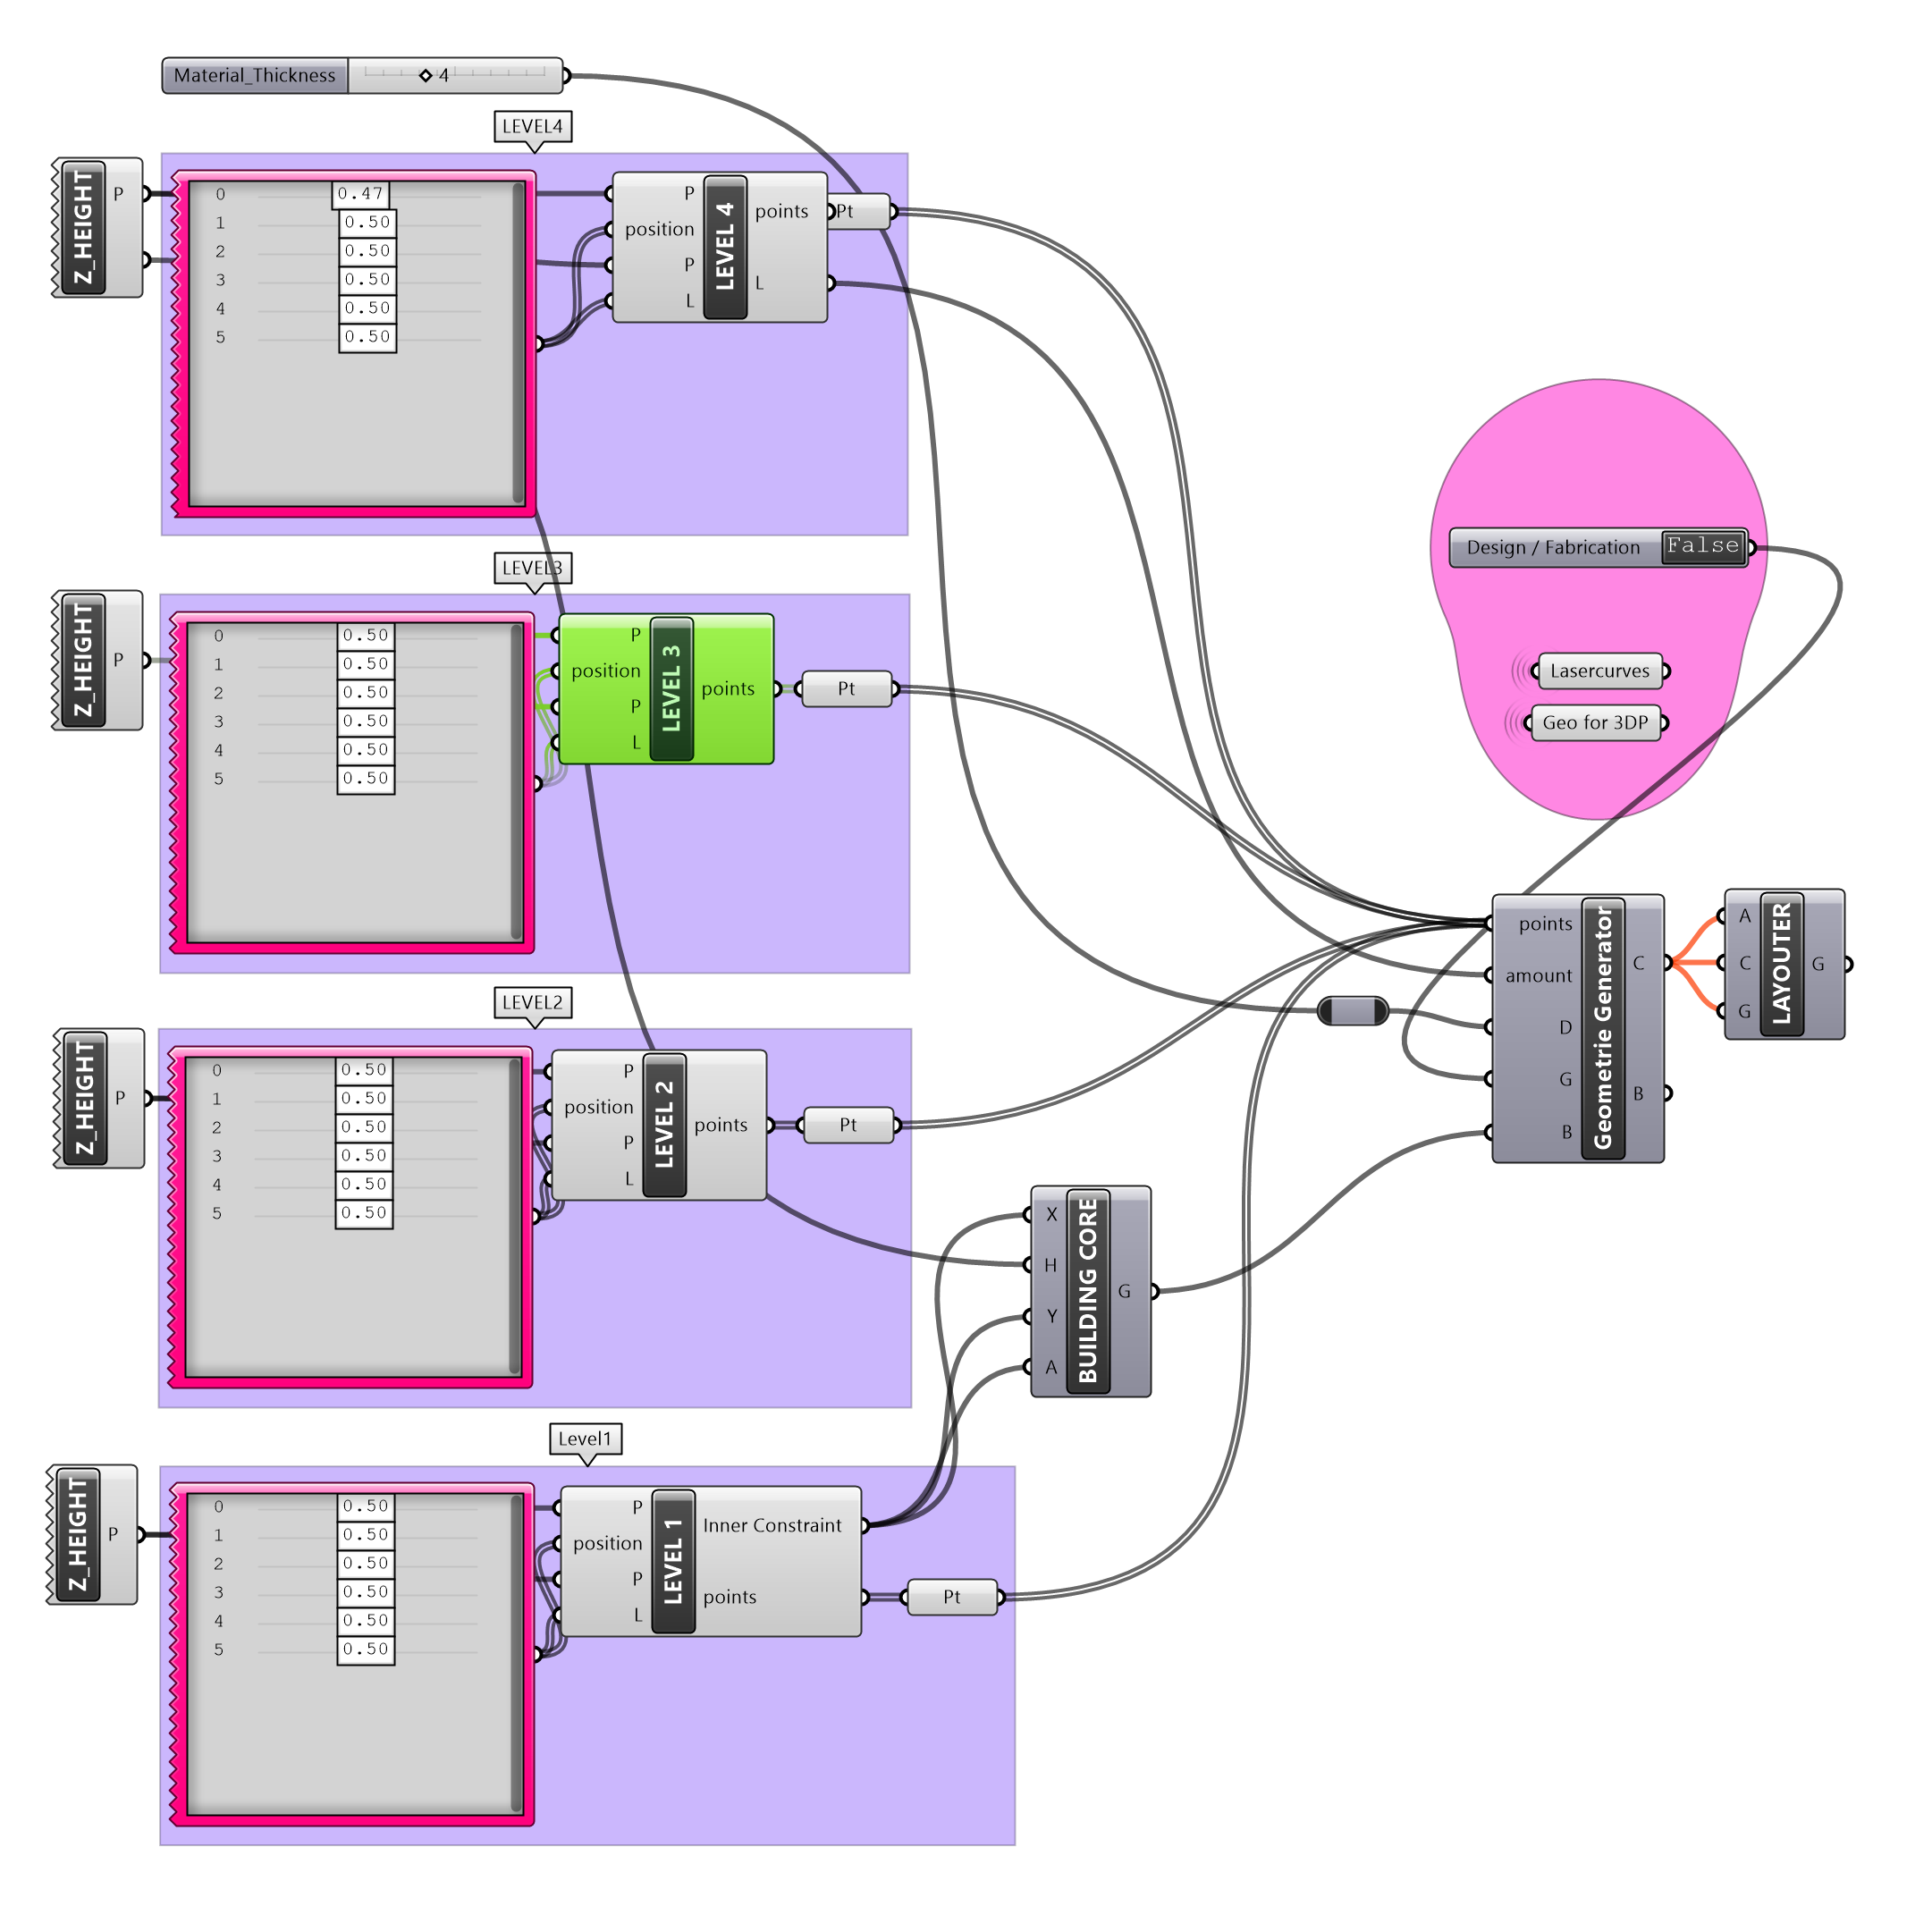 Material_Thickness 4
LEVEL4
Z_HEIGHT P
0 0.47
1 0.50
2 0.50
3 0.50
4 0.50
5 0.50
P
position
P
L
LEVEL 4
points
L
Pt
Design / Fabrication False
Lasercurves
Geo for 3DP
LEVEL3
Z_HEIGHT P
0 0.50
1 0.50
2 0.50
3 0.50
4 0.50
5 0.50
P
position
P
L
LEVEL 3
points
Pt
points
amount
D
G
B
Geometrie Generator
C
B
A
C
G
LAYOUTER
G
LEVEL2
Z_HEIGHT P
0 0.50
1 0.50
2 0.50
3 0.50
4 0.50
5 0.50
P
position
P
L
LEVEL 2
points
Pt
X
H
Y
A
BUILDING CORE
G
Level1
Z_HEIGHT P
0 0.50
1 0.50
2 0.50
3 0.50
4 0.50
5 0.50
P
position
P
L
LEVEL 1
Inner Constraint
points
Pt